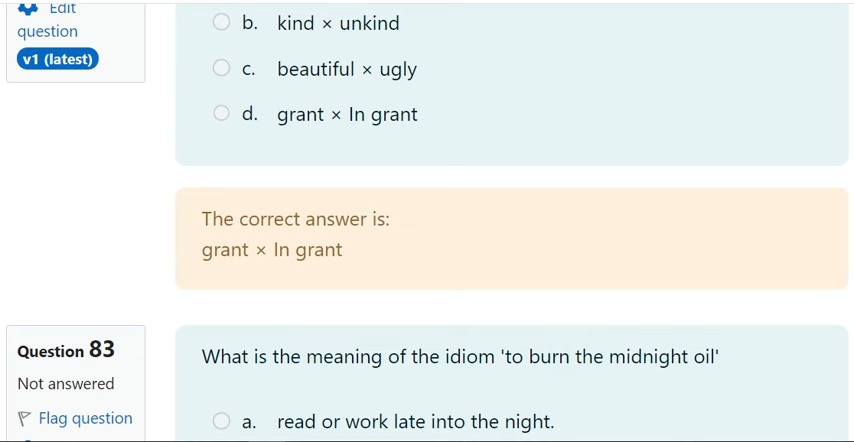 Edit
question
v1 (latest)
b. kind × unkind
c. beautiful × ugly
d. grant × In grant
The correct answer is:
grant × In grant
Question 83
Not answered
Flag question
What is the meaning of the idiom 'to burn the midnight oil'
a. read or work late into the night.